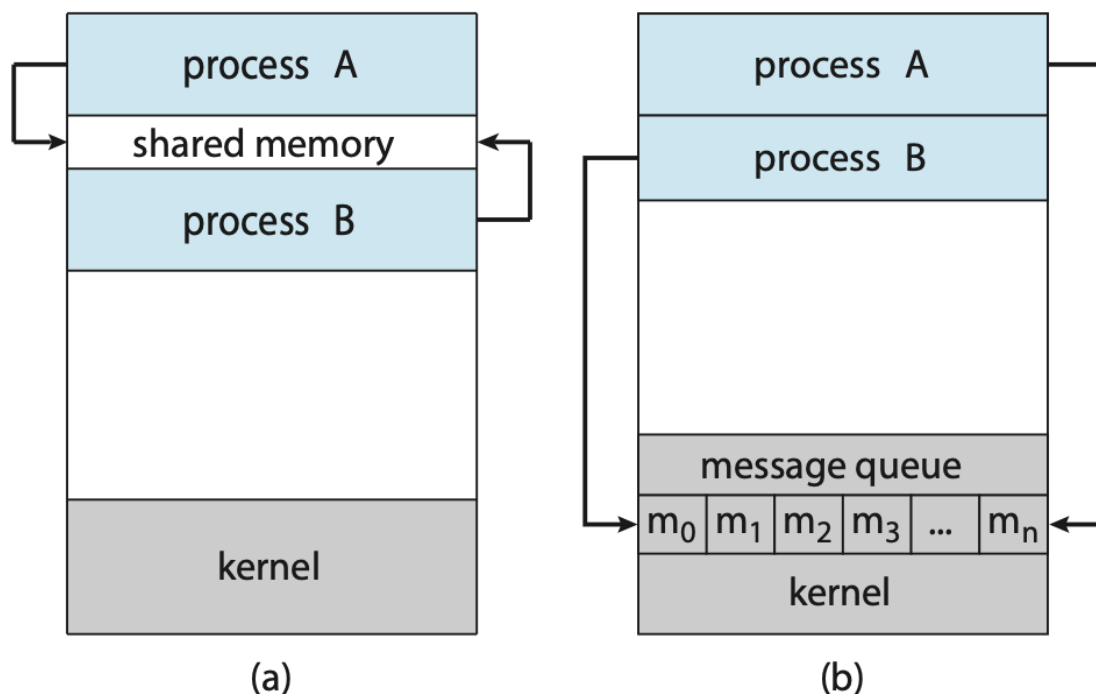 process A
shared memory
process B
kernel
(a)
process A
process B
message queue
m₀ m₁ m₂ m₃ ... mₙ
kernel
(b)